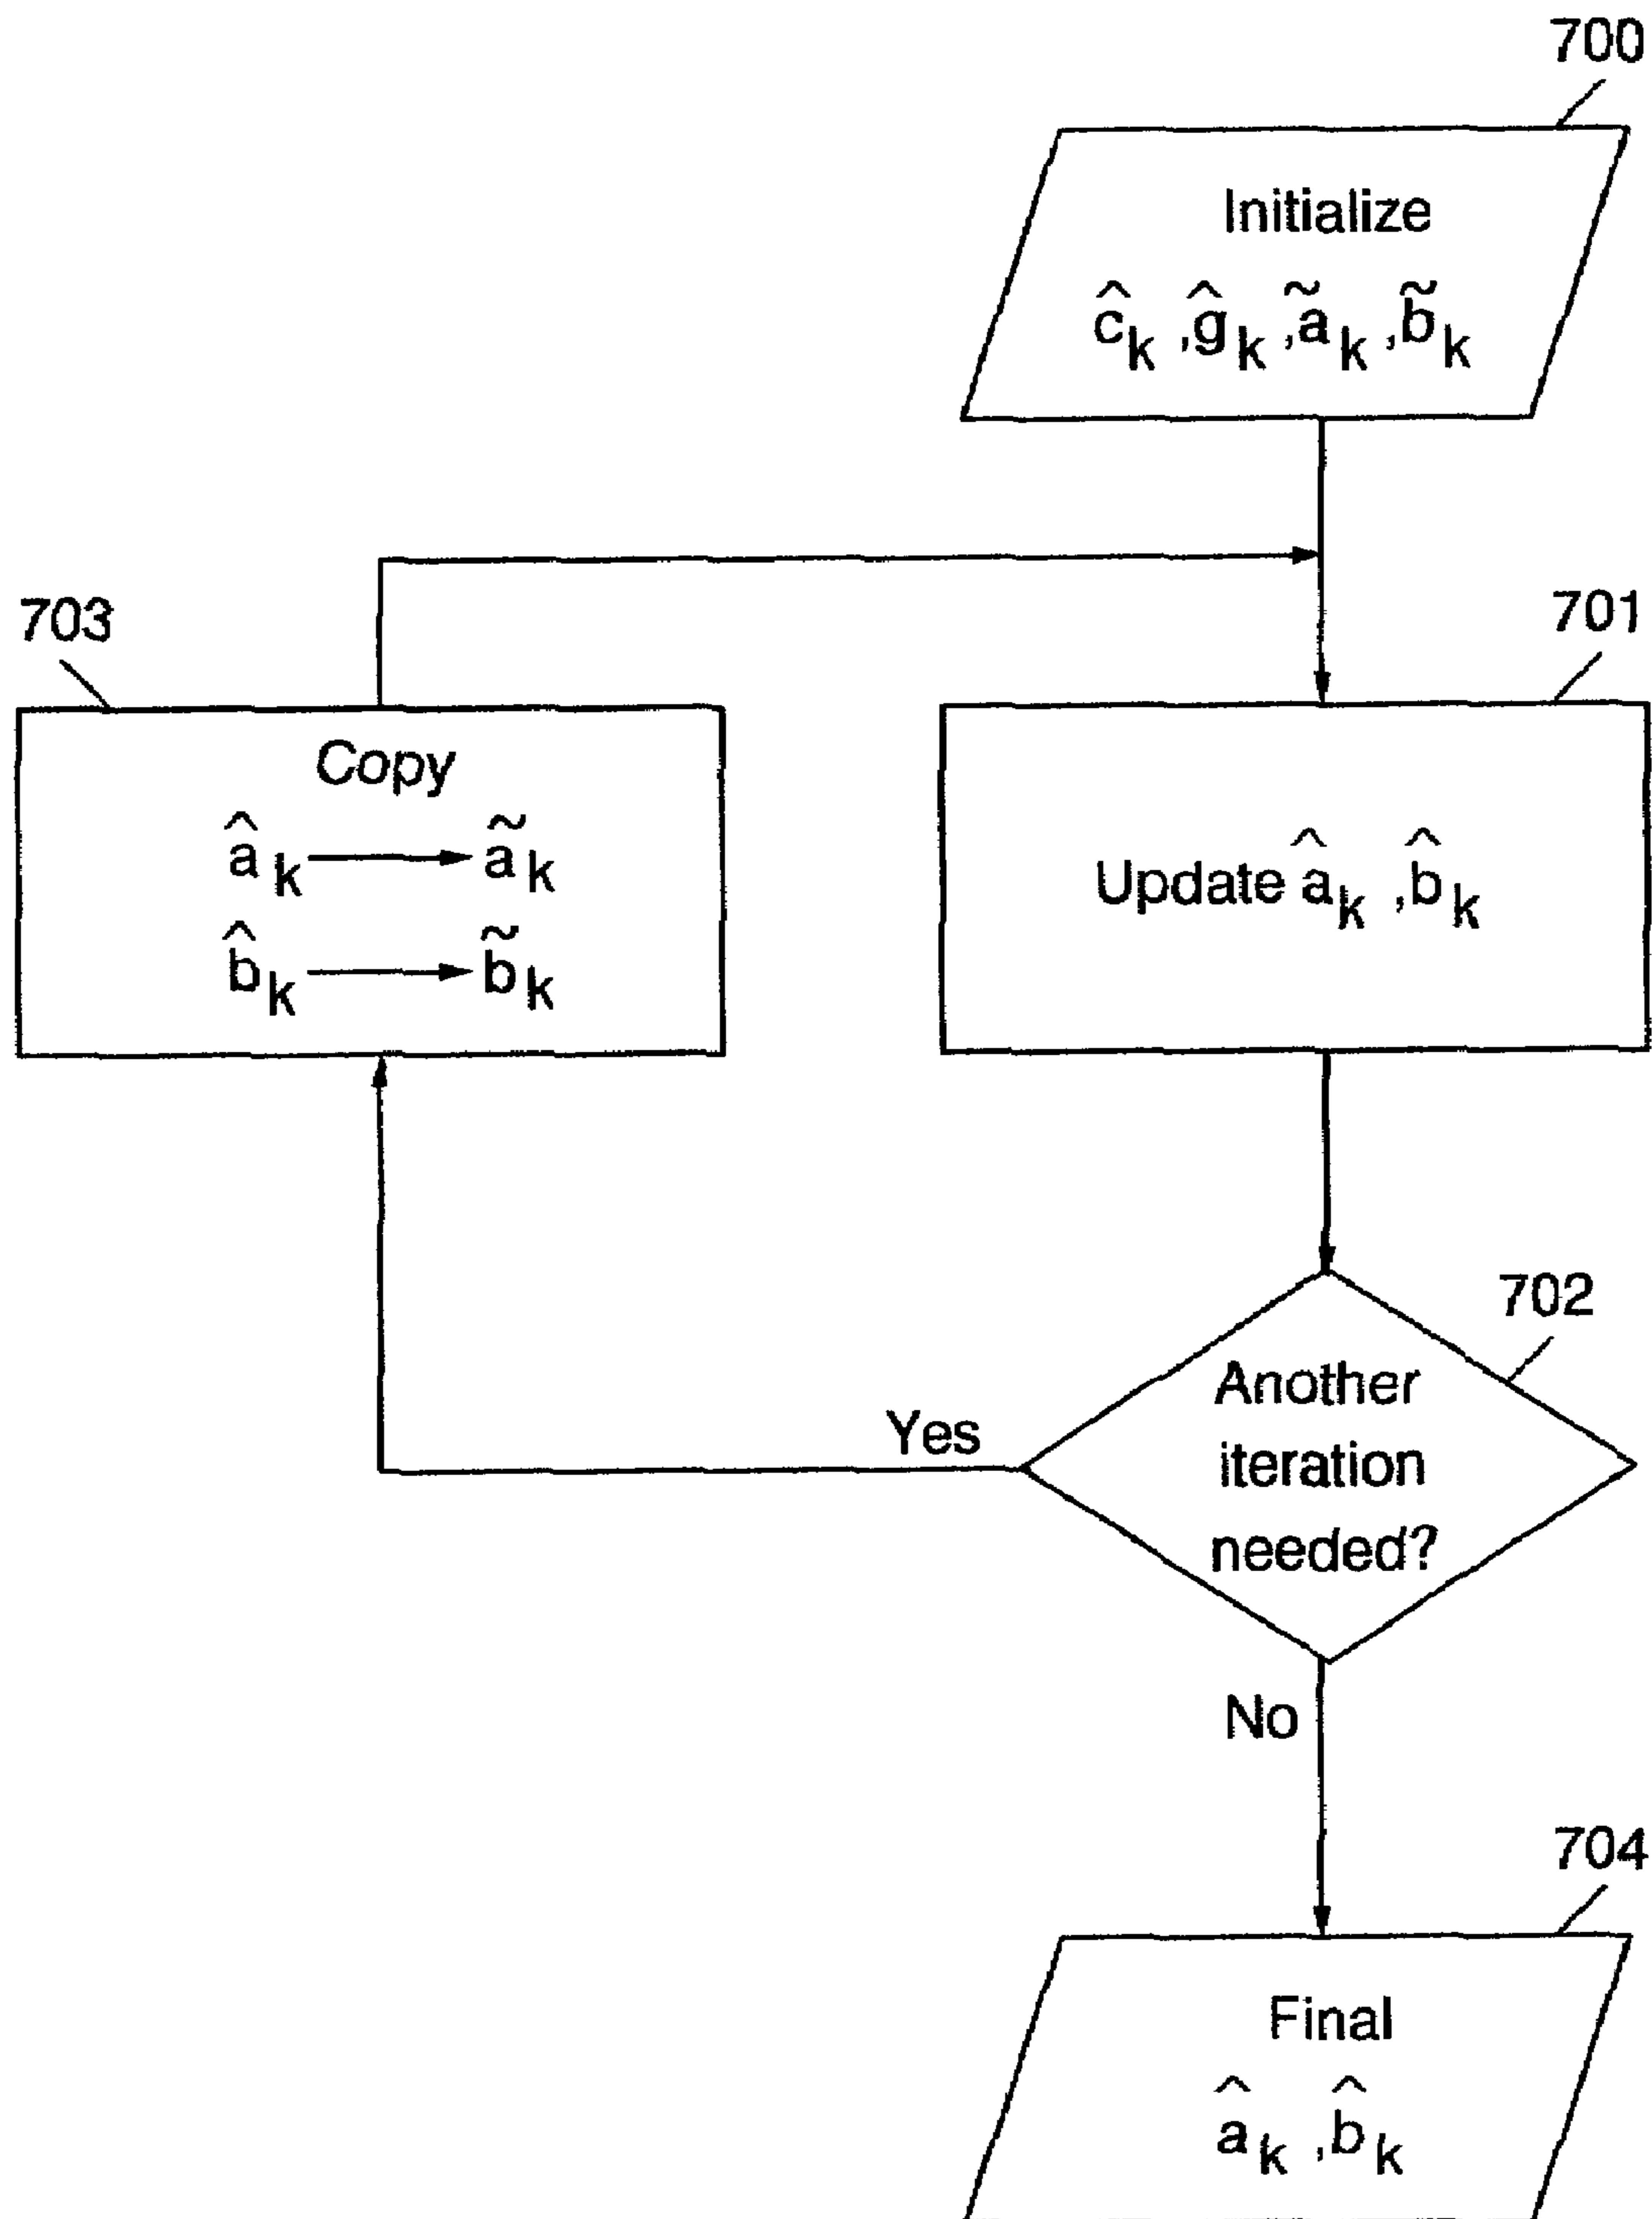 700
Initialize
ĉk ,ĝk ,ãk ,b̃k
703
701
Copy
âk → ãk
b̂k → b̃k
Update âk ,b̂k
702
Another
iteration
needed?
Yes
No
704
Final
âk ,b̂k